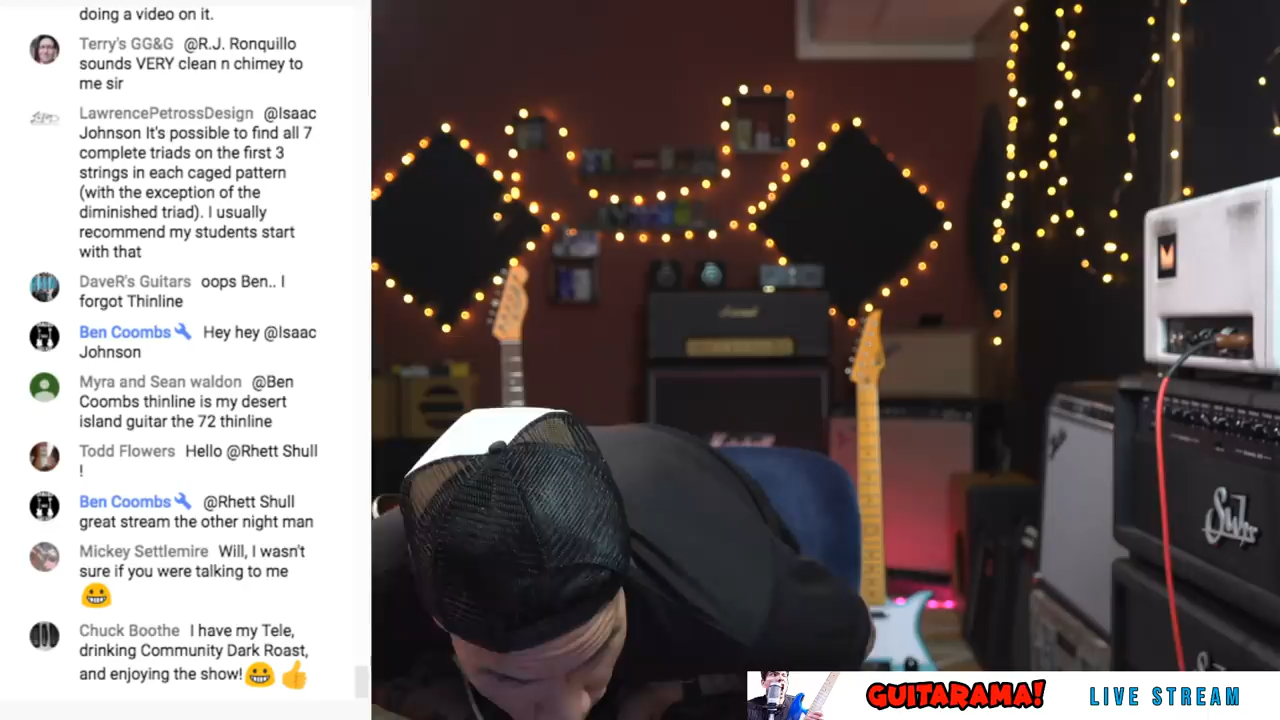 doing a video on it.
Terry's GG&G @R.J. Ronquillo
sounds VERY clean n chimey to
me sir
LawrencePetrossDesign @Isaac
Johnson It's possible to find all 7
complete triads on the first 3
strings in each caged pattern
(with the exception of the
diminished triad). I usually
recommend my students start
with that
DaveR's Guitars oops Ben.. I
forgot Thinline
Ben Coombs Hey hey @Isaac
Johnson
Myra and Sean waldon @Ben
Coombs thinline is my desert
island guitar the 72 thinline
Todd Flowers Hello @Rhett Shull
!
Ben Coombs @Rhett Shull
great stream the other night man
Mickey Settlemire Will, I wasn't
sure if you were talking to me
Chuck Boothe I have my Tele,
drinking Community Dark Roast,
and enjoying the show!
Marshall
Suhr
GUITARAMA! LIVE STREAM